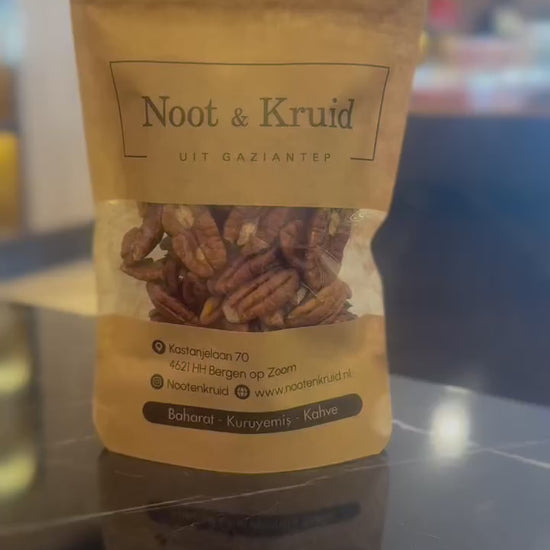 Noot & Kruid
UIT GAZIANTEP
Kastanjelaan 70
4621 HH Bergen op Zoom
Nootenkruid www.nootenkruid.nl
Baharat - Kuruyemiş - Kahve